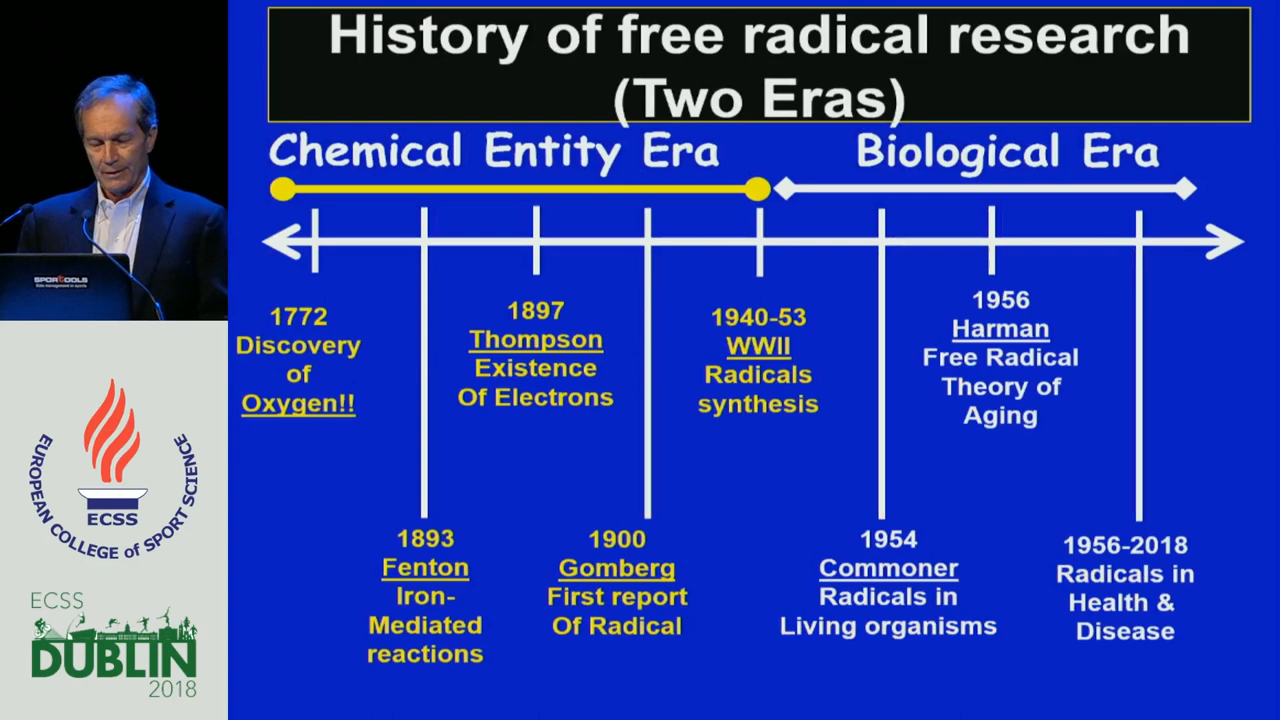 History of free radical research
(Two Eras)
Chemical Entity Era
Biological Era
1772
Discovery
of
Oxygen!!
1897
Thompson
Existence
Of Electrons
1940-53
WWII
Radicals
synthesis
1956
Harman
Free Radical
Theory of
Aging
1893
Fenton
Iron-
Mediated
reactions
1900
Gomberg
First report
Of Radical
1954
Commoner
Radicals in
Living organisms
1956-2018
Radicals in
Health &
Disease
EUROPEAN COLLEGE of SPORT SCIENCE
ECSS
ECSS
DUBLIN
2018